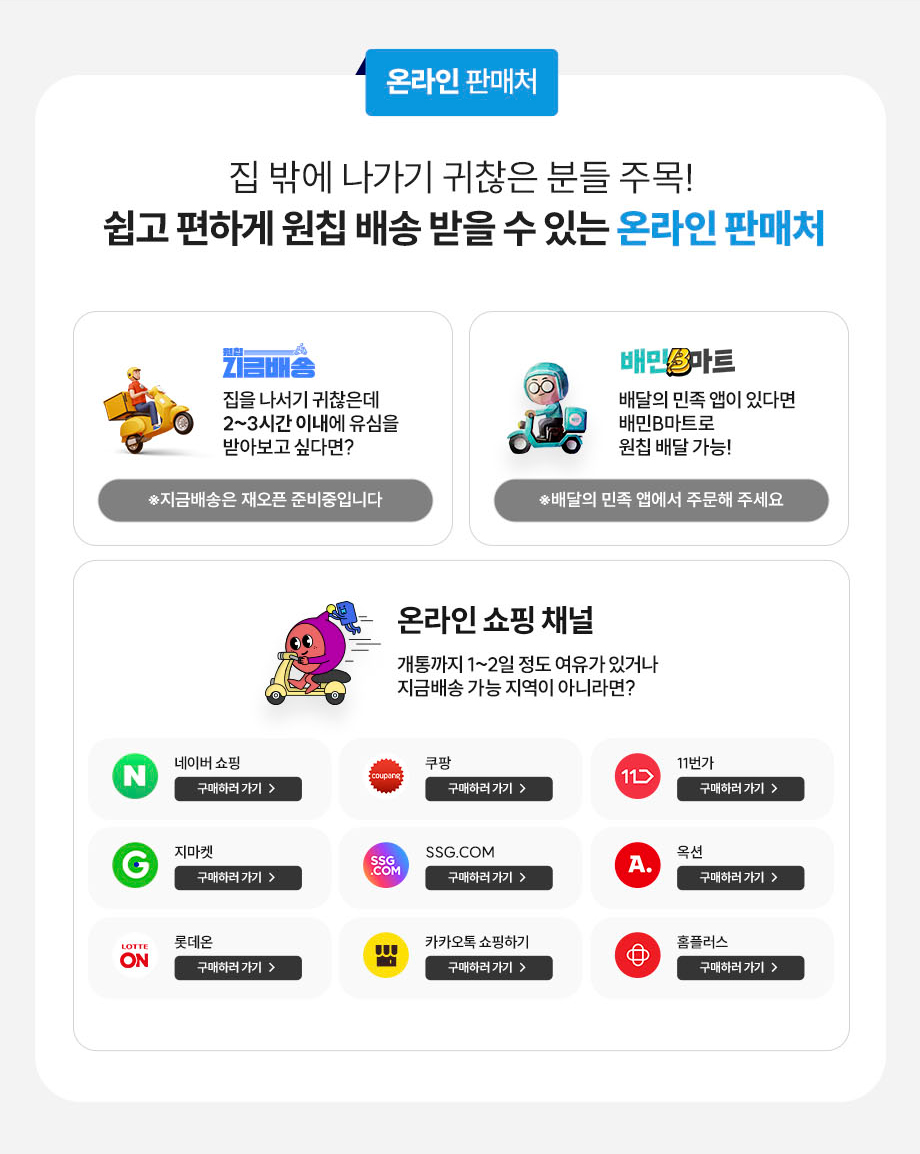 온라인 판매처
집 밖에 나가기 귀찮은 분들 주목!
쉽고 편하게 원칩 배송 받을 수 있는 온라인 판매처
원칩
지금배송
집을 나서기 귀찮은데
2~3시간 이내에 유심을
받아보고 싶다면?
※지금배송은 재오픈 준비중입니다
배민B마트
배달의 민족 앱이 있다면
배민B마트로
원칩 배달 가능!
※배달의 민족 앱에서 주문해 주세요
온라인 쇼핑 채널
개통까지 1~2일 정도 여유가 있거나
지금배송 가능 지역이 아니라면?
N
네이버 쇼핑
구매하러 가기 >
coupang
쿠팡
구매하러 가기 >
11
11번가
구매하러 가기 >
G
지마켓
구매하러 가기 >
SSG
.COM
SSG.COM
구매하러 가기 >
A.
옥션
구매하러 가기 >
LOTTE
ON
롯데온
구매하러 가기 >
카카오톡 쇼핑하기
구매하러 가기 >
홈플러스
구매하러 가기 >